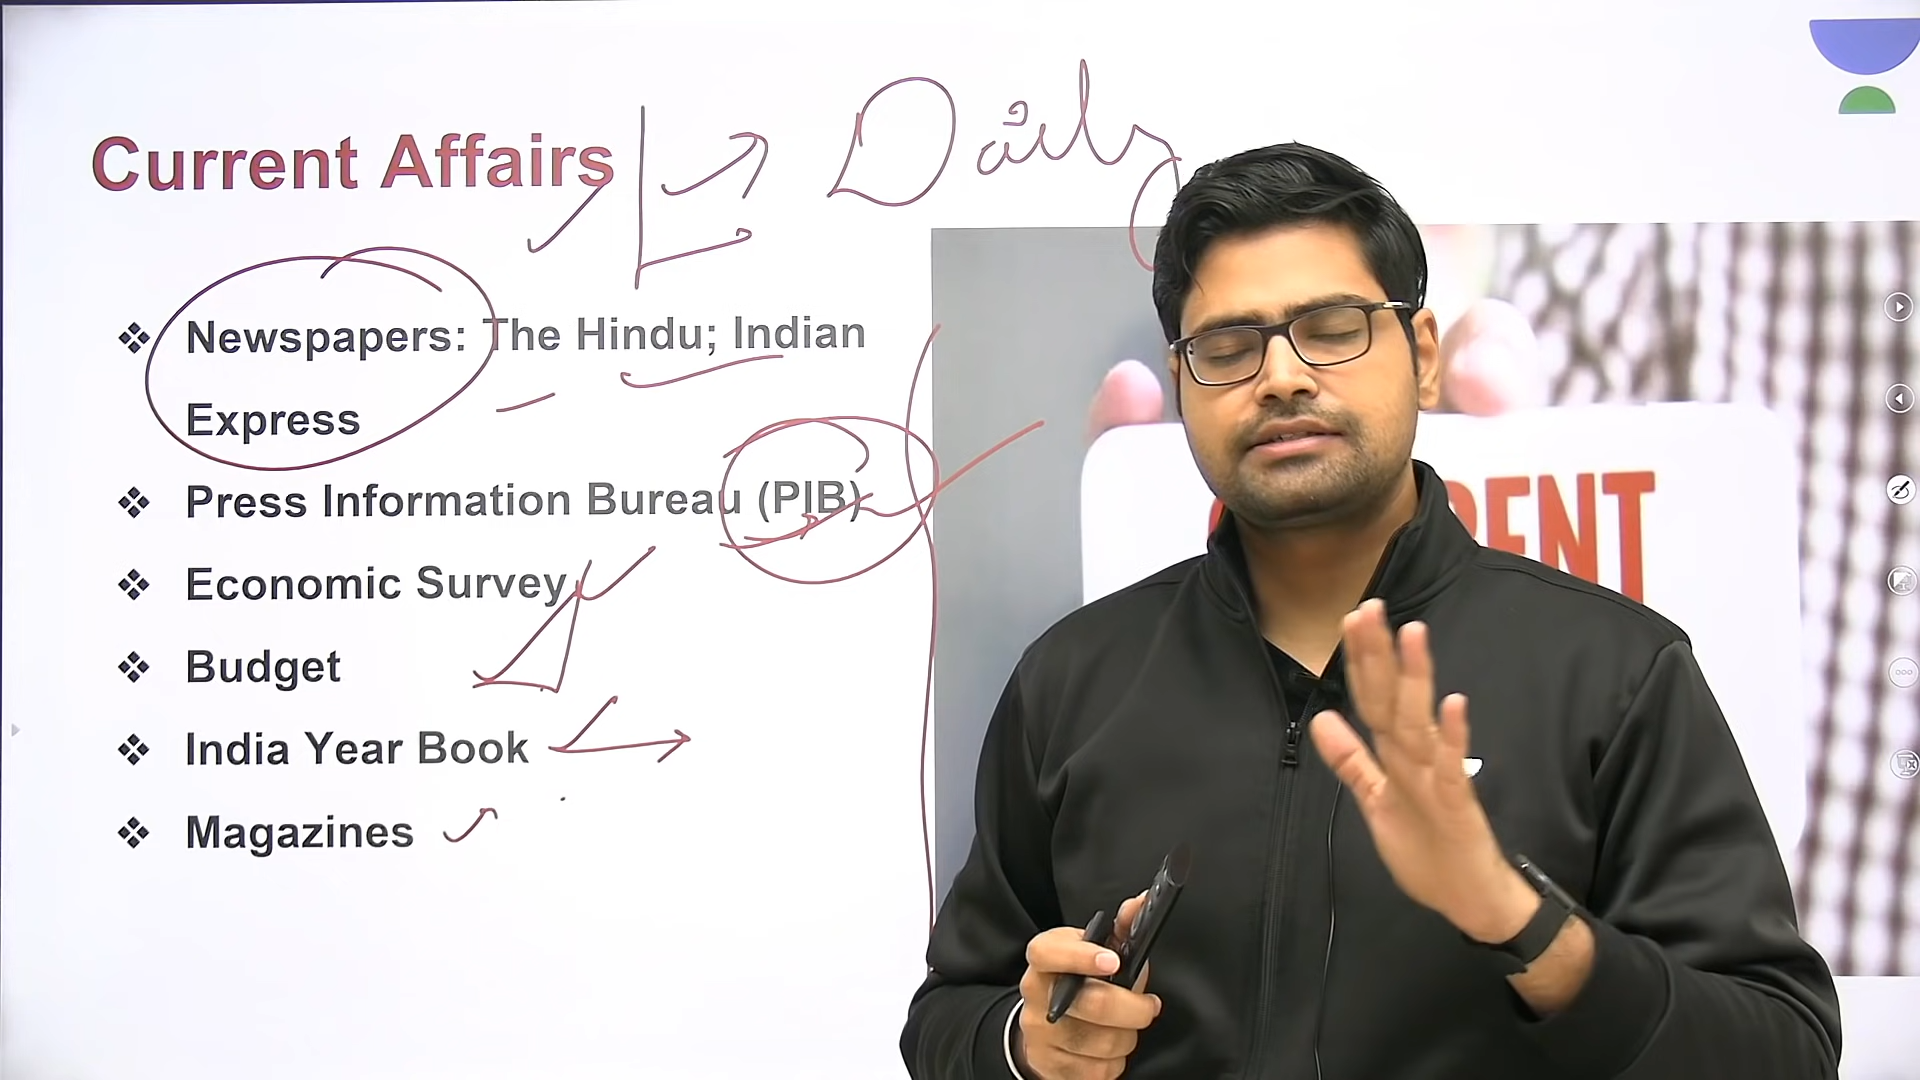 Current Affairs
Daily
❖ Newspapers: The Hindu; Indian
Express
❖ Press Information Bureau (PIB)
❖ Economic Survey
❖ Budget
❖ India Year Book
❖ Magazines